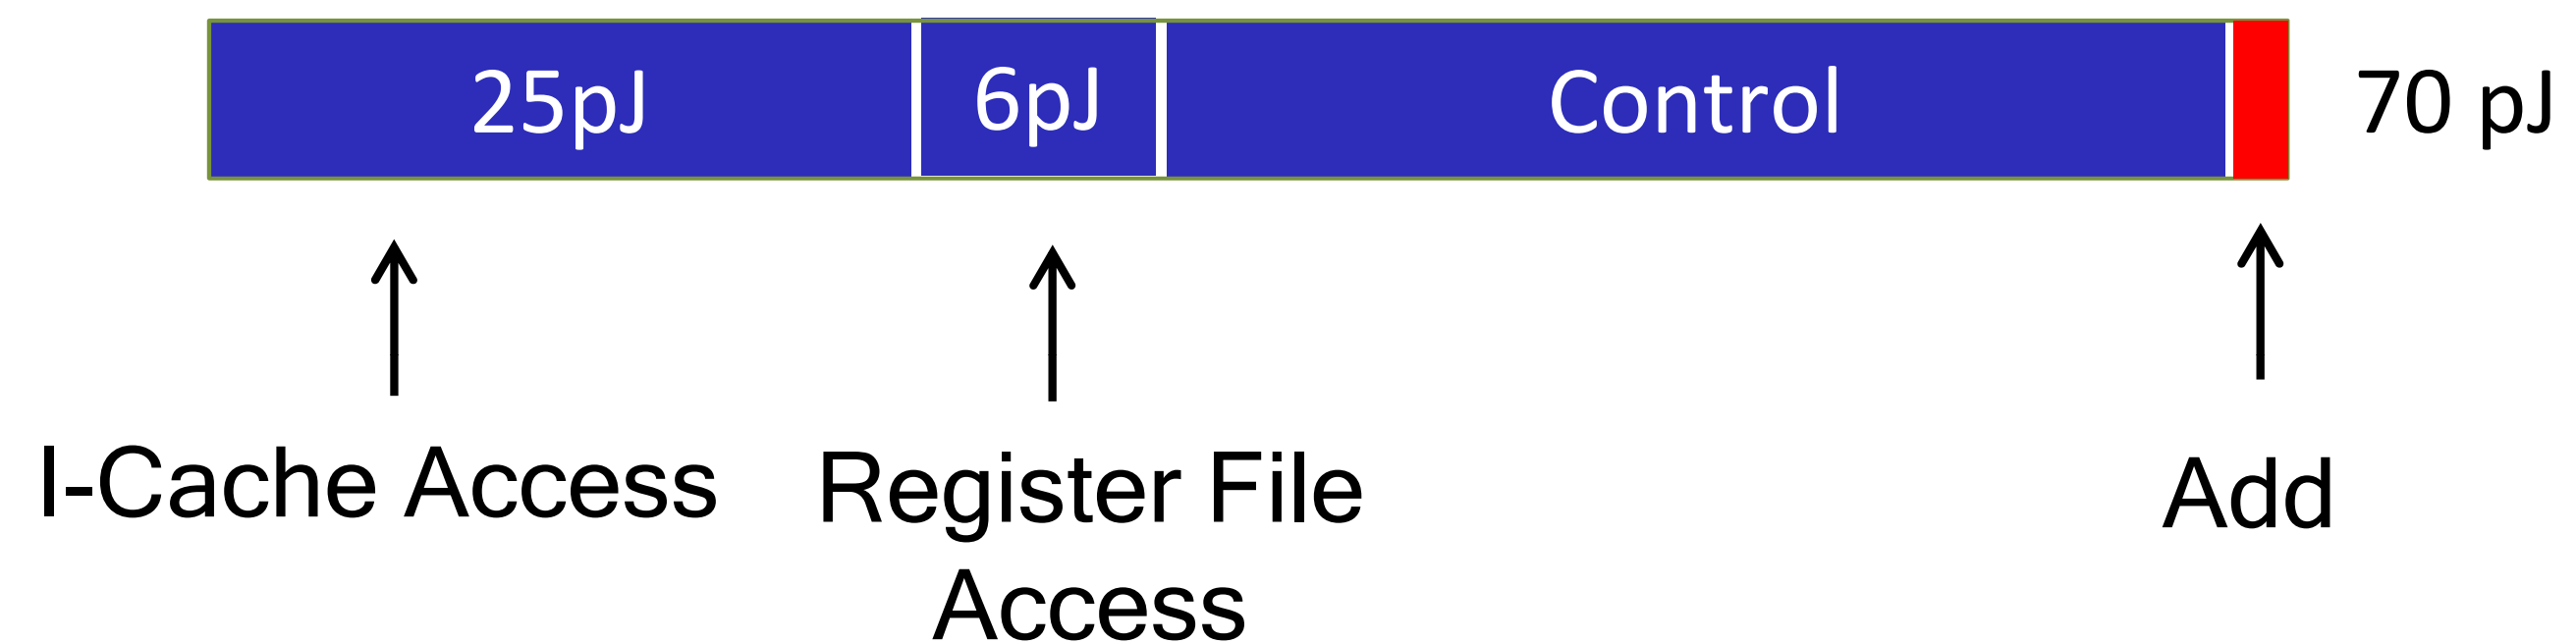 25pJ
6pJ
Control
70 pJ
I-Cache Access
Register File
Access
Add